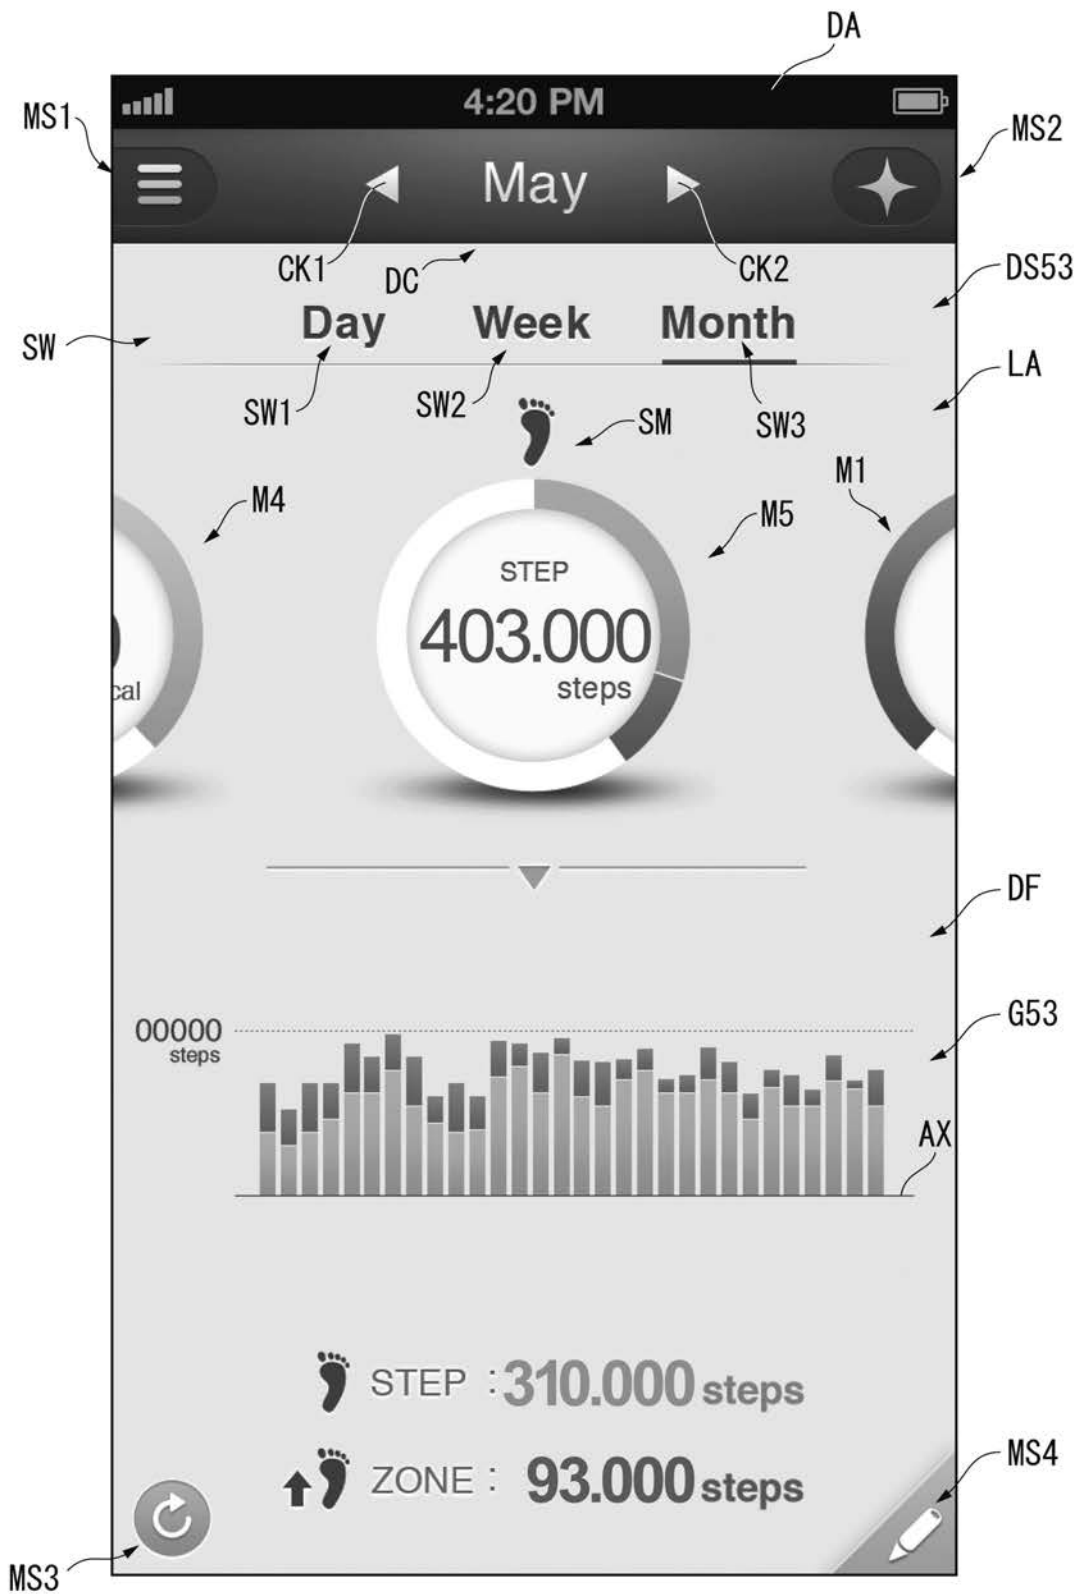 DA
4:20 PM
MS1
MS2
May
CK1
DC
CK2
DS53
SW
Day
Week
Month
LA
SW1
SW2
SM
SW3
M4
M5
M1
STEP
403.000
steps
cal
DF
G53
00000
steps
AX
STEP : 310.000 steps
ZONE : 93.000 steps
MS4
MS3